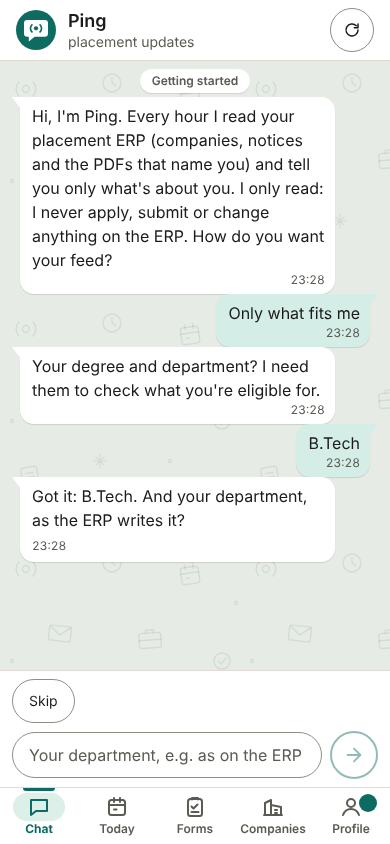 Ping
placement updates
Getting started
Hi, I'm Ping. Every hour I read your
placement ERP (companies, notices
and the PDFs that name you) and tell
you only what's about you. I only read:
I never apply, submit or change
anything on the ERP. How do you want
your feed?
23:28
Only what fits me
23:28
Your degree and department? I need
them to check what you're eligible for.
23:28
B.Tech
23:28
Got it: B.Tech. And your department,
as the ERP writes it?
23:28
Skip
Your department, e.g. as on the ERP
Chat
Today
Forms
Companies
Profile